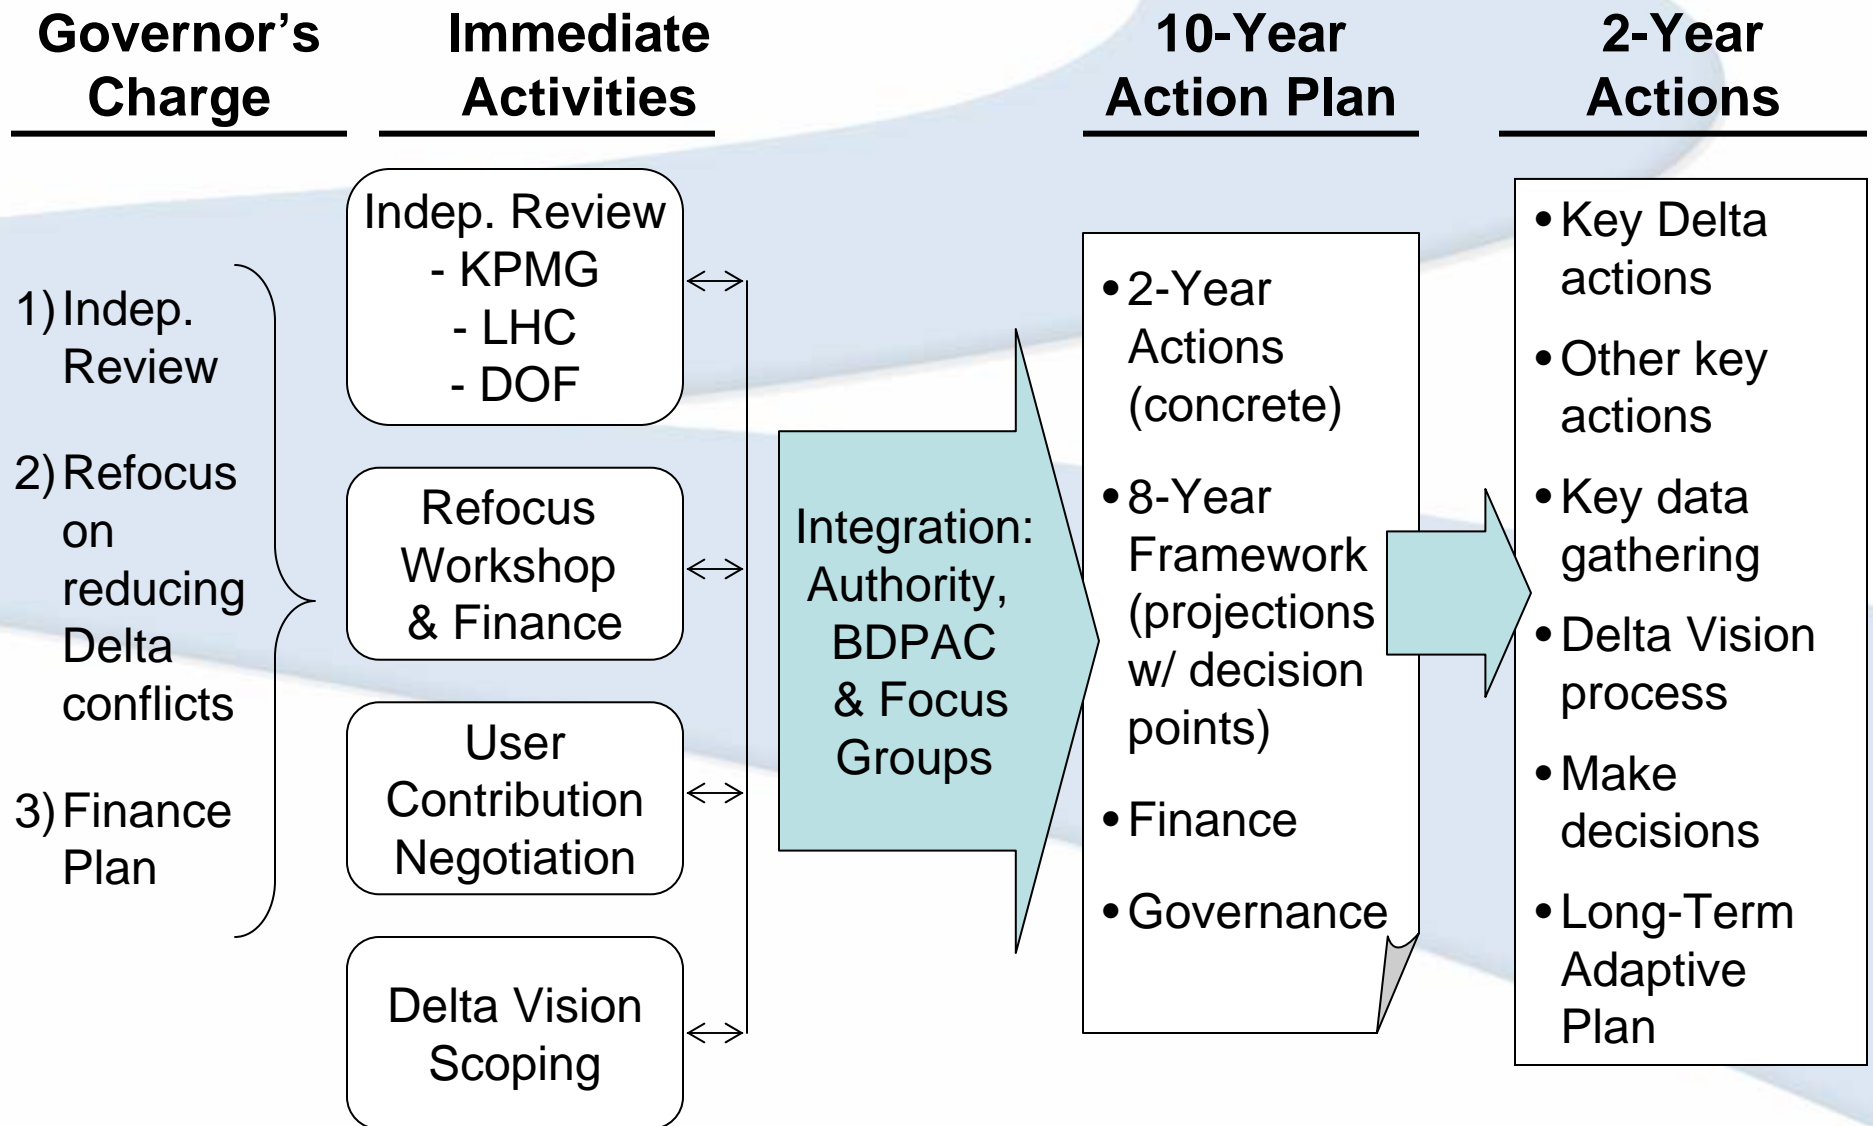 Governor's
Charge
1) Indep.
Review
2) Refocus
on
reducing
Delta
conflicts
3) Finance
Plan
Immediate
Activities
Indep. Review
- KPMG
- LHC
- DOF
Refocus
Workshop
& Finance
User
Contribution
Negotiation
Delta Vision
Scoping
Integration:
Authority,
BDPAC
& Focus
Groups
10-Year
Action Plan
•2-Year
Actions
(concrete)
•8-Year
Framework
(projections
w/ decision
points)
•Finance
•Governance
2-Year
Actions
•Key Delta
actions
•Other key
actions
•Key data
gathering
•Delta Vision
process
•Make
decisions
•Long-Term
Adaptive
Plan